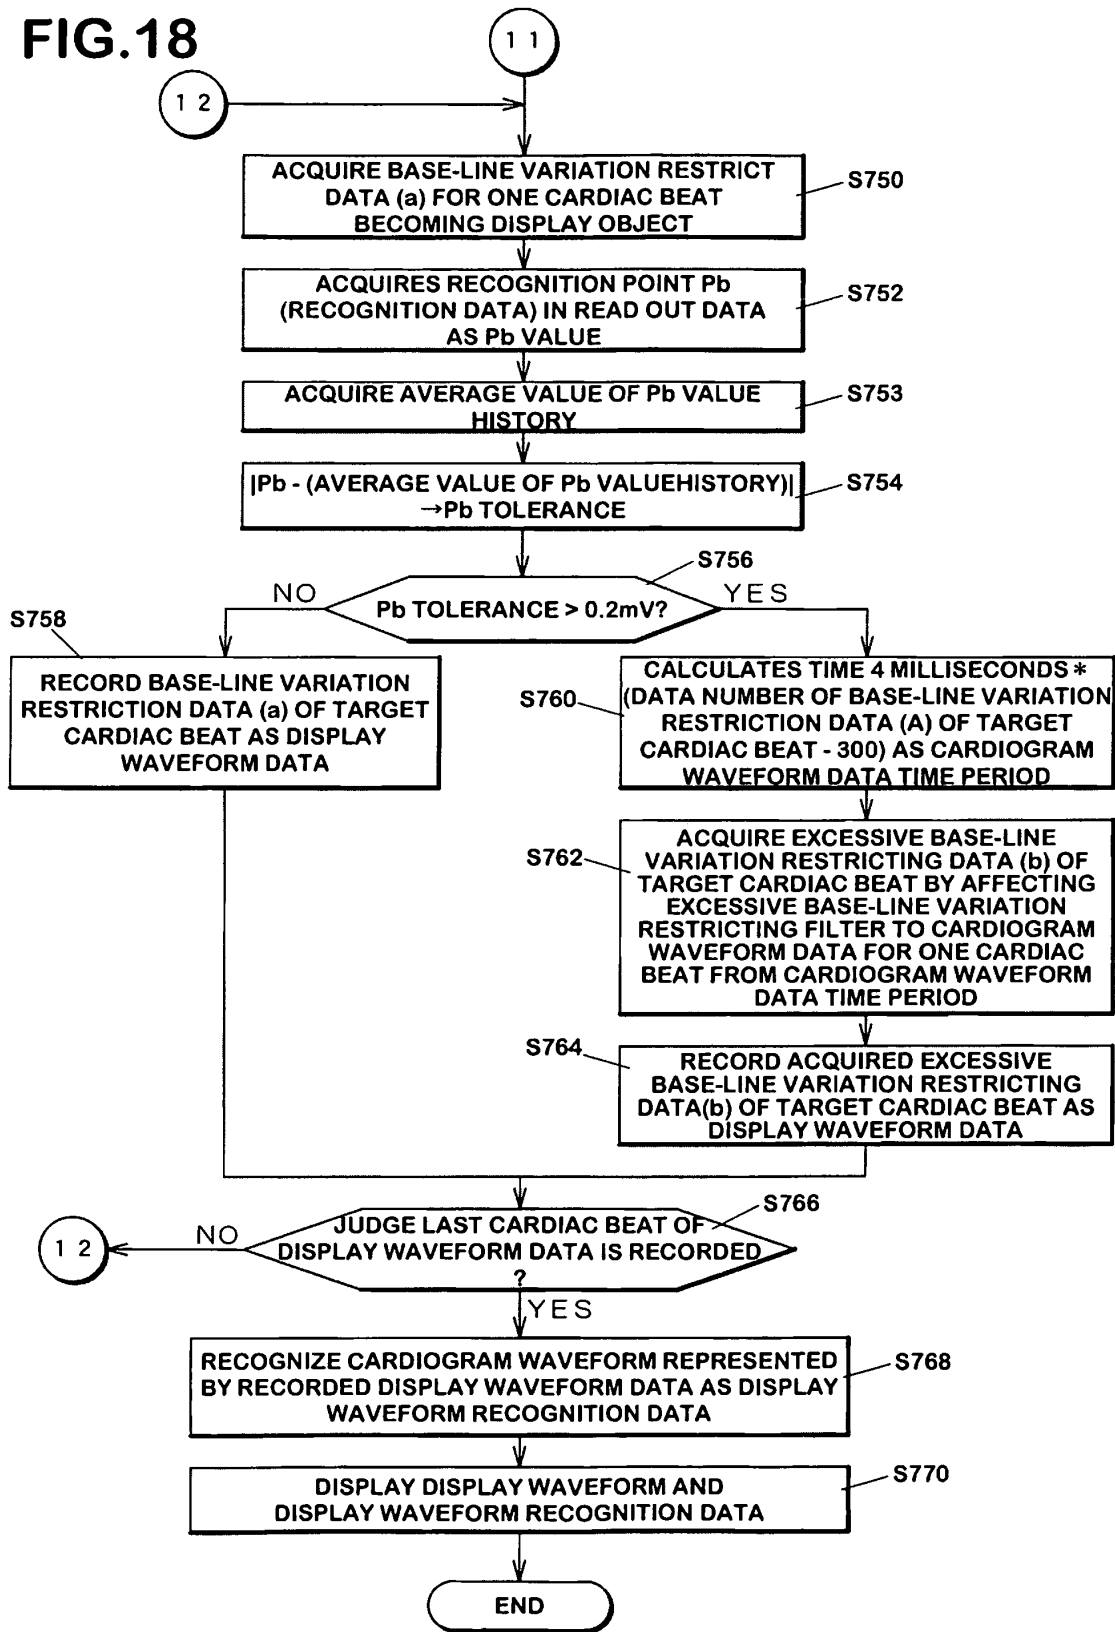 FIG.18
1 1
1 2
ACQUIRE BASE-LINE VARIATION RESTRICT
DATA (a) FOR ONE CARDIAC BEAT
BECOMING DISPLAY OBJECT
S750
ACQUIRES RECOGNITION POINT Pb
(RECOGNITION DATA) IN READ OUT DATA
AS Pb VALUE
S752
ACQUIRE AVERAGE VALUE OF Pb VALUE
HISTORY
S753
|Pb - (AVERAGE VALUE OF Pb VALUEHISTORY)|
→Pb TOLERANCE
S754
S756
NO
Pb TOLERANCE > 0.2mV?
YES
S758
RECORD BASE-LINE VARIATION
RESTRICTION DATA (a) OF TARGET
CARDIAC BEAT AS DISPLAY
WAVEFORM DATA
S760
CALCULATES TIME 4 MILLISECONDS *
(DATA NUMBER OF BASE-LINE VARIATION
RESTRICTION DATA (A) OF TARGET
CARDIAC BEAT - 300) AS CARDIOGRAM
WAVEFORM DATA TIME PERIOD
S762
ACQUIRE EXCESSIVE BASE-LINE
VARIATION RESTRICTING DATA (b) OF
TARGET CARDIAC BEAT BY AFFECTING
EXCESSIVE BASE-LINE VARIATION
RESTRICTING FILTER TO CARDIOGRAM
WAVEFORM DATA FOR ONE CARDIAC
BEAT FROM CARDIOGRAM WAVEFORM
DATA TIME PERIOD
S764
RECORD ACQUIRED EXCESSIVE
BASE-LINE VARIATION RESTRICTING
DATA(b) OF TARGET CARDIAC BEAT AS
DISPLAY WAVEFORM DATA
S766
JUDGE LAST CARDIAC BEAT OF
DISPLAY WAVEFORM DATA IS RECORDED
?
NO
1 2
YES
RECOGNIZE CARDIOGRAM WAVEFORM REPRESENTED
BY RECORDED DISPLAY WAVEFORM DATA AS DISPLAY
WAVEFORM RECOGNITION DATA
S768
DISPLAY DISPLAY WAVEFORM AND
DISPLAY WAVEFORM RECOGNITION DATA
S770
END